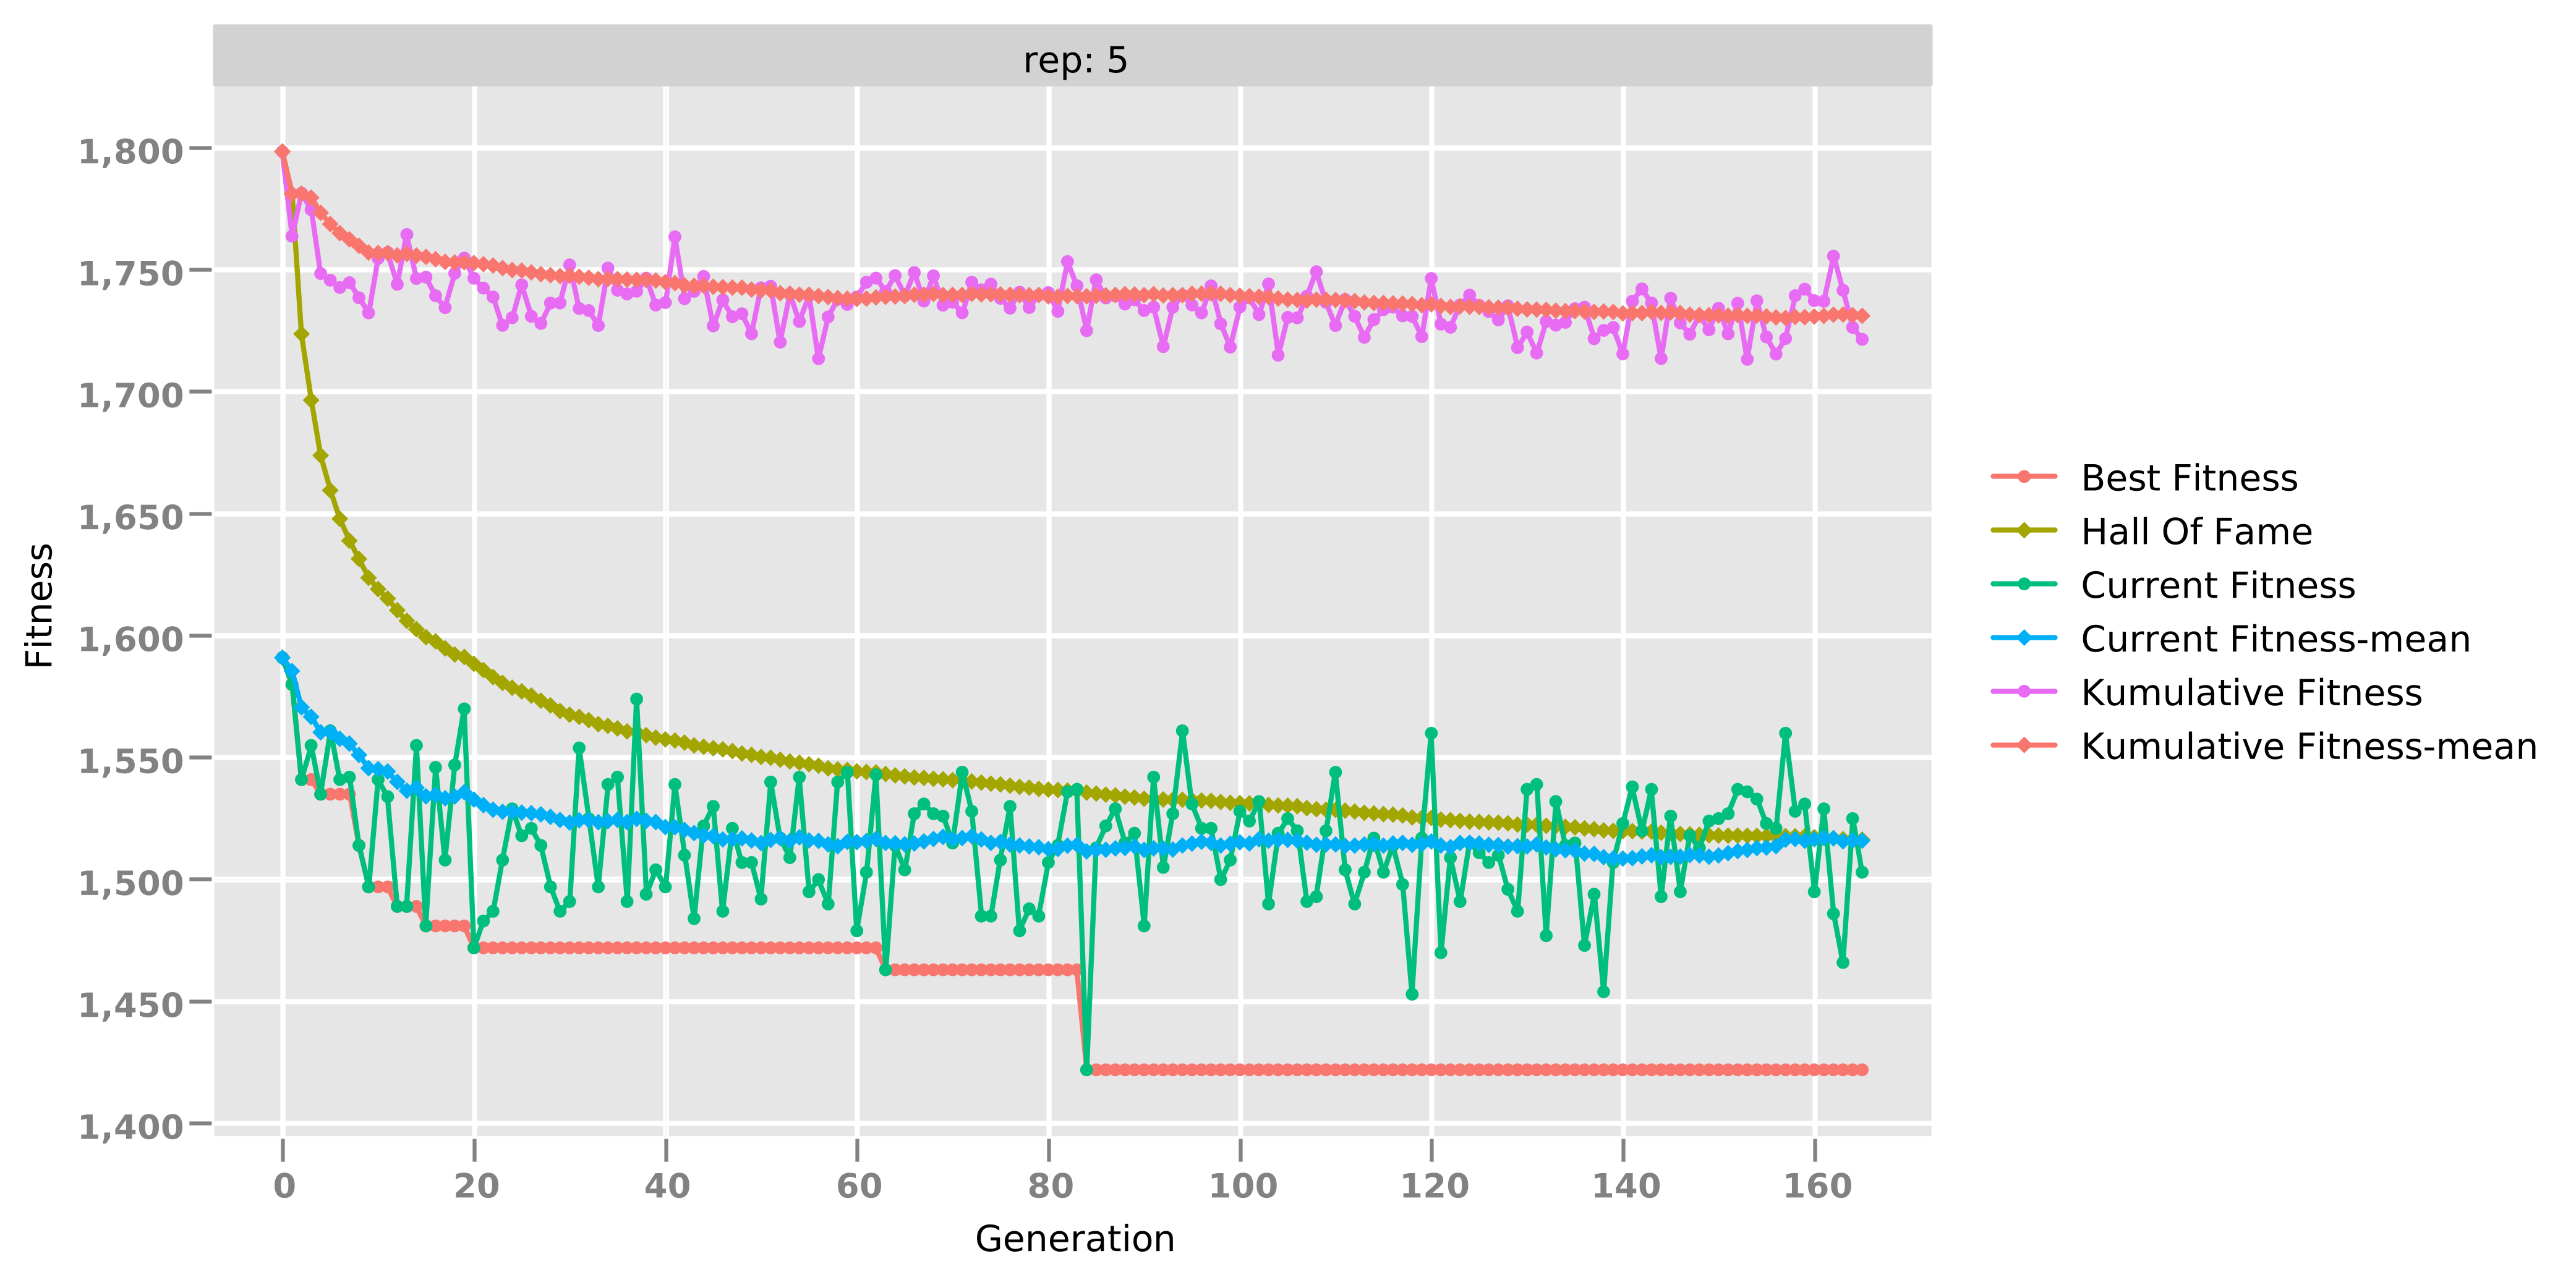 rep: 5
1,800
1,750
1,700
1,650
1,600
1,550
1,500
1,450
1,400
Fitness
0 20 40 60 80 100 120 140 160
Generation
Best Fitness
Hall Of Fame
Current Fitness
Current Fitness-mean
Kumulative Fitness
Kumulative Fitness-mean